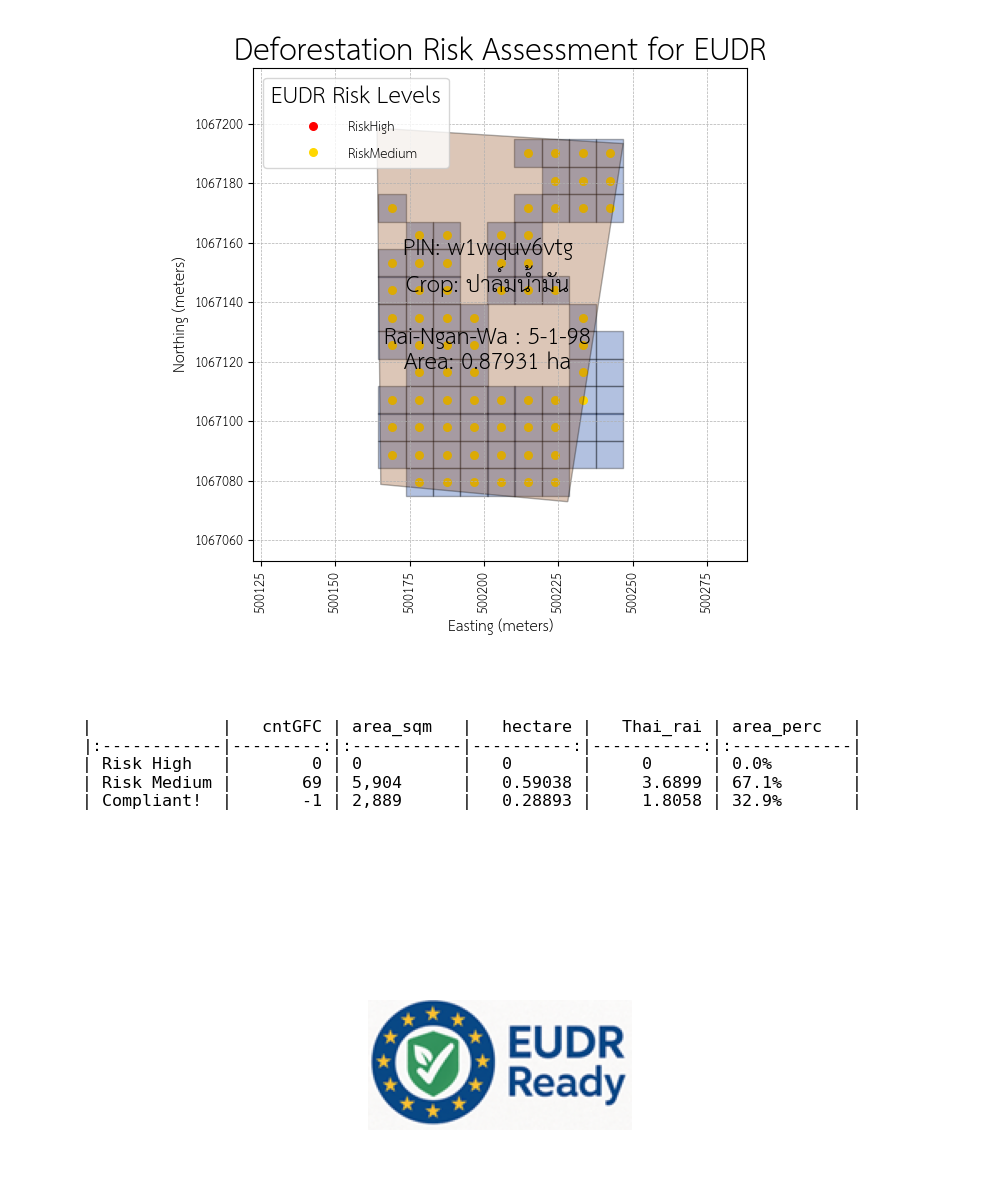 Deforestation Risk Assessment for EUDR
EUDR Risk Levels
RiskHigh
RiskMedium
1067200
1067180
1067160
1067140
1067120
1067100
1067080
1067060
Northing (meters)
PIN: w1wquv6vtg
Crop: ปาล์มน้ำมัน
Rai-Ngan-Wa : 5-1-98
Area: 0.87931 ha
500125
500150
500175
500200
500225
500250
500275
Easting (meters)
|             |   cntGFC | area_sqm   |   hectare |   Thai_rai | area_perc   |
|:------------|---------:|:-----------|----------:|-----------:|:------------|
| Risk High   |        0 | 0          |   0       |     0      | 0.0%        |
| Risk Medium |       69 | 5,904      |   0.59038 |     3.6899 | 67.1%       |
| Compliant!  |       -1 | 2,889      |   0.28893 |     1.8058 | 32.9%       |
EUDR
Ready